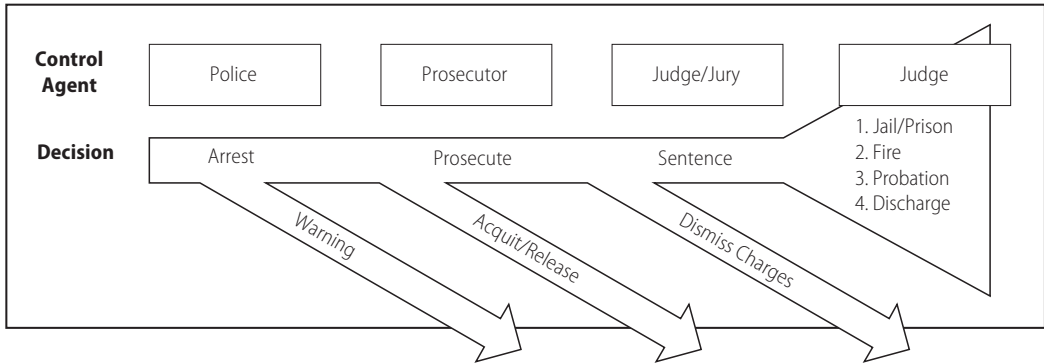 Control
Agent
Police
Prosecutor
Judge/Jury
Judge
Decision
Arrest
Prosecute
Sentence
1. Jail/Prison
2. Fire
3. Probation
4. Discharge
Warning
Acquit/Release
Dismiss Charges